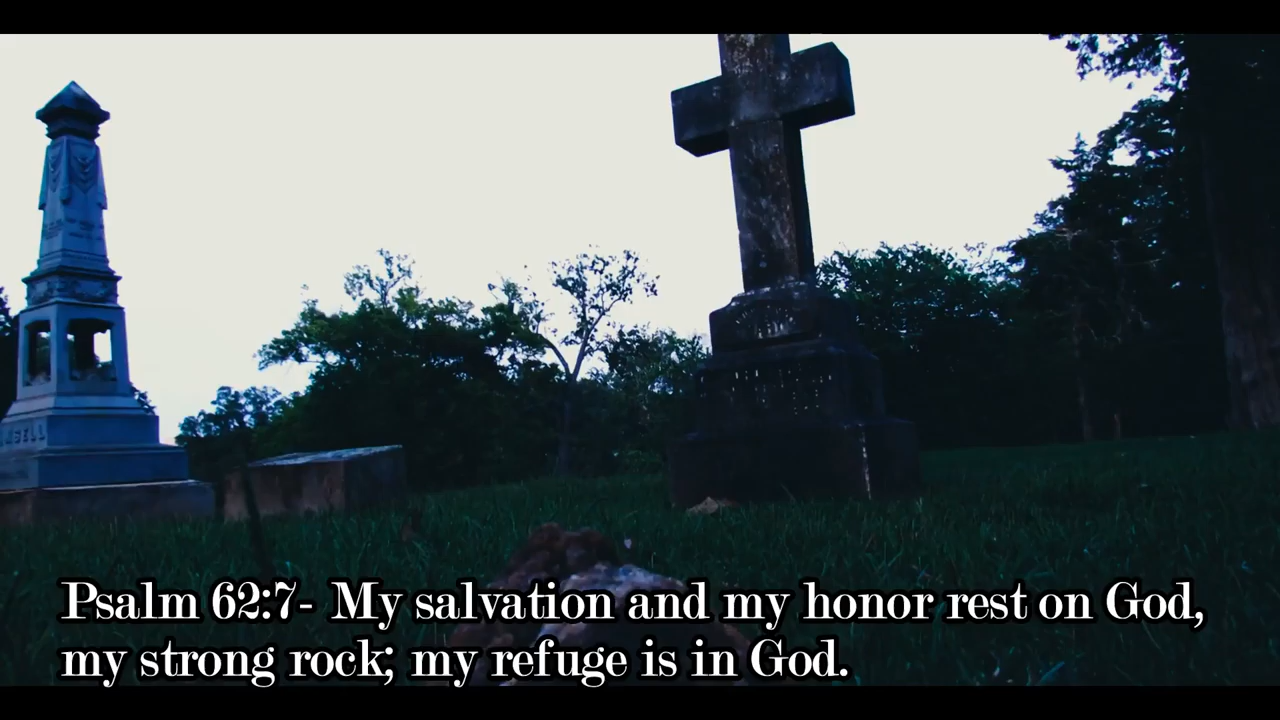 Psalm 62:7- My salvation and my honor rest on God,
my strong rock; my refuge is in God.